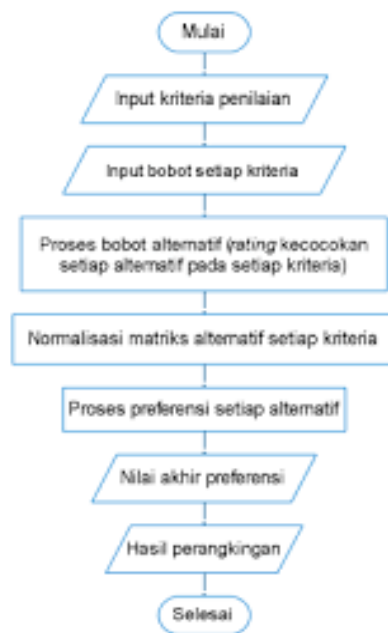 Mulai
Input kriteria penilaian
Input bobot setiap kriteria
Proses bobot alternatif (rating kecocokan
setiap alternatif pada setiap kriteria)
Normalisasi matriks alternatif setiap kriteria
Proses preferensi setiap alternatif
Nilai akhir preferensi
Hasil perangkingan
Selesai